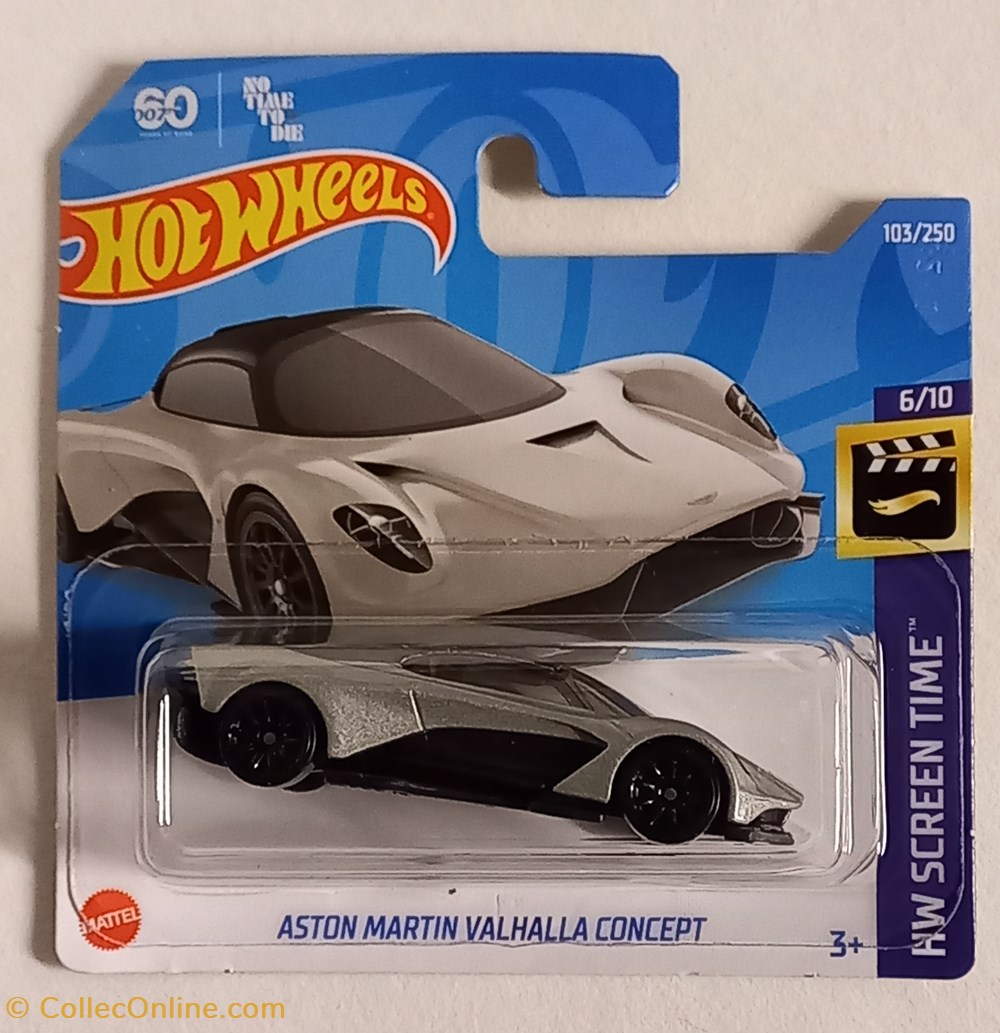 60
007
NO
TIME
TO
DIE
HOT WHEELS
103/250
6/10
HW SCREEN TIME™
MATTEL
ASTON MARTIN VALHALLA CONCEPT
3+
© CollecOnline.com